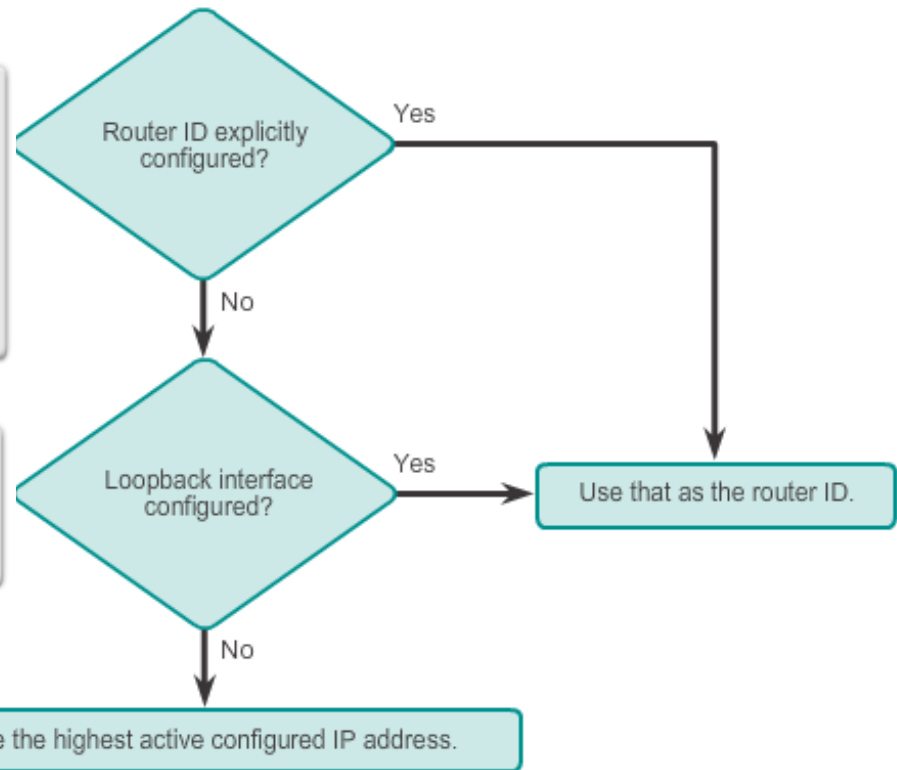 Router ID explicitly
configured?
Yes
No
Loopback interface
configured?
Yes
Use that as the router ID.
No
the highest active configured IP address.